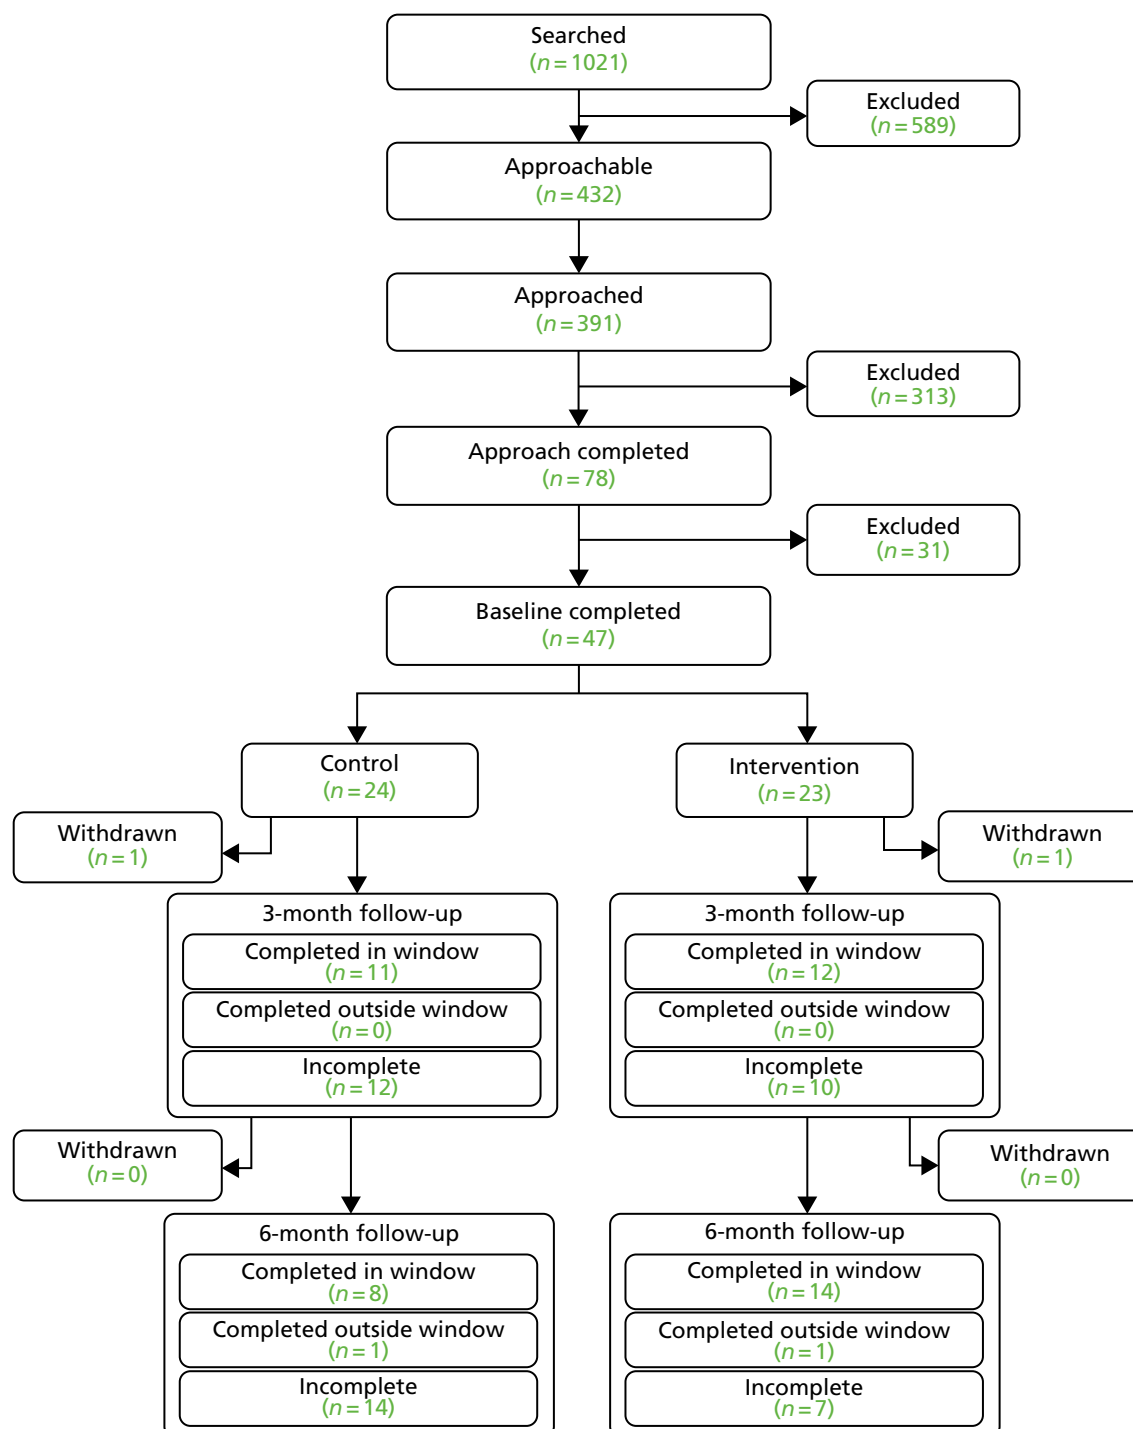 Searched
(n=1021)
Excluded
(n=589)
Approachable
(n=432)
Approached
(n=391)
Excluded
(n=313)
Approach completed
(n=78)
Excluded
(n=31)
Baseline completed
(n=47)
Control
(n=24)
Intervention
(n=23)
Withdrawn
(n=1)
Withdrawn
(n=1)
3-month follow-up
Completed in window
(n=11)
Completed outside window
(n=0)
Incomplete
(n=12)
3-month follow-up
Completed in window
(n=12)
Completed outside window
(n=0)
Incomplete
(n=10)
Withdrawn
(n=0)
Withdrawn
(n=0)
6-month follow-up
Completed in window
(n=8)
Completed outside window
(n=1)
Incomplete
(n=14)
6-month follow-up
Completed in window
(n=14)
Completed outside window
(n=1)
Incomplete
(n=7)